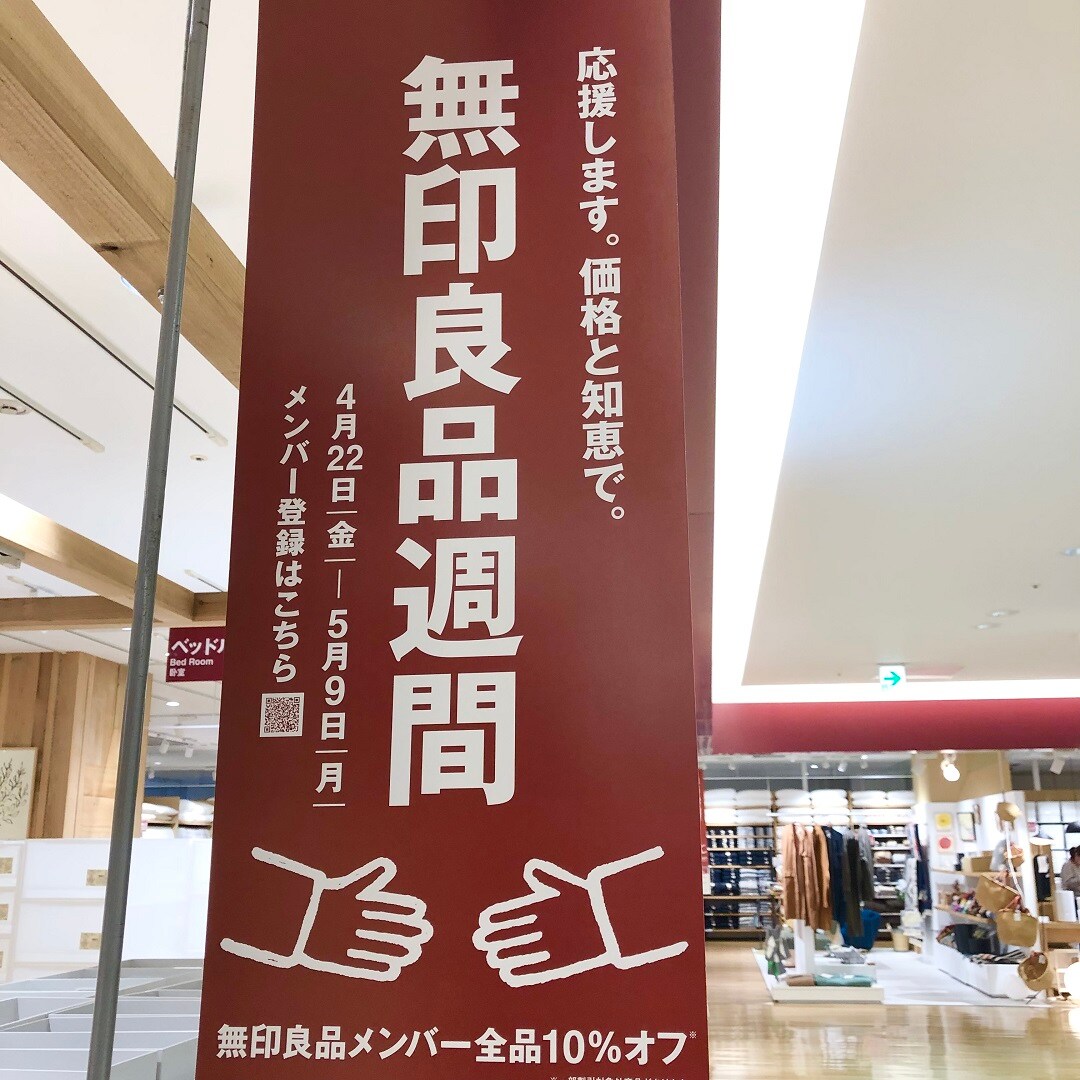 応援します。価格と知恵で。
無印良品週間
4月22日|金|—5月9日|月|
メンバー登録はこちら
無印良品メンバー全品10%オフ※
ベッドル
Bed Room
卧室